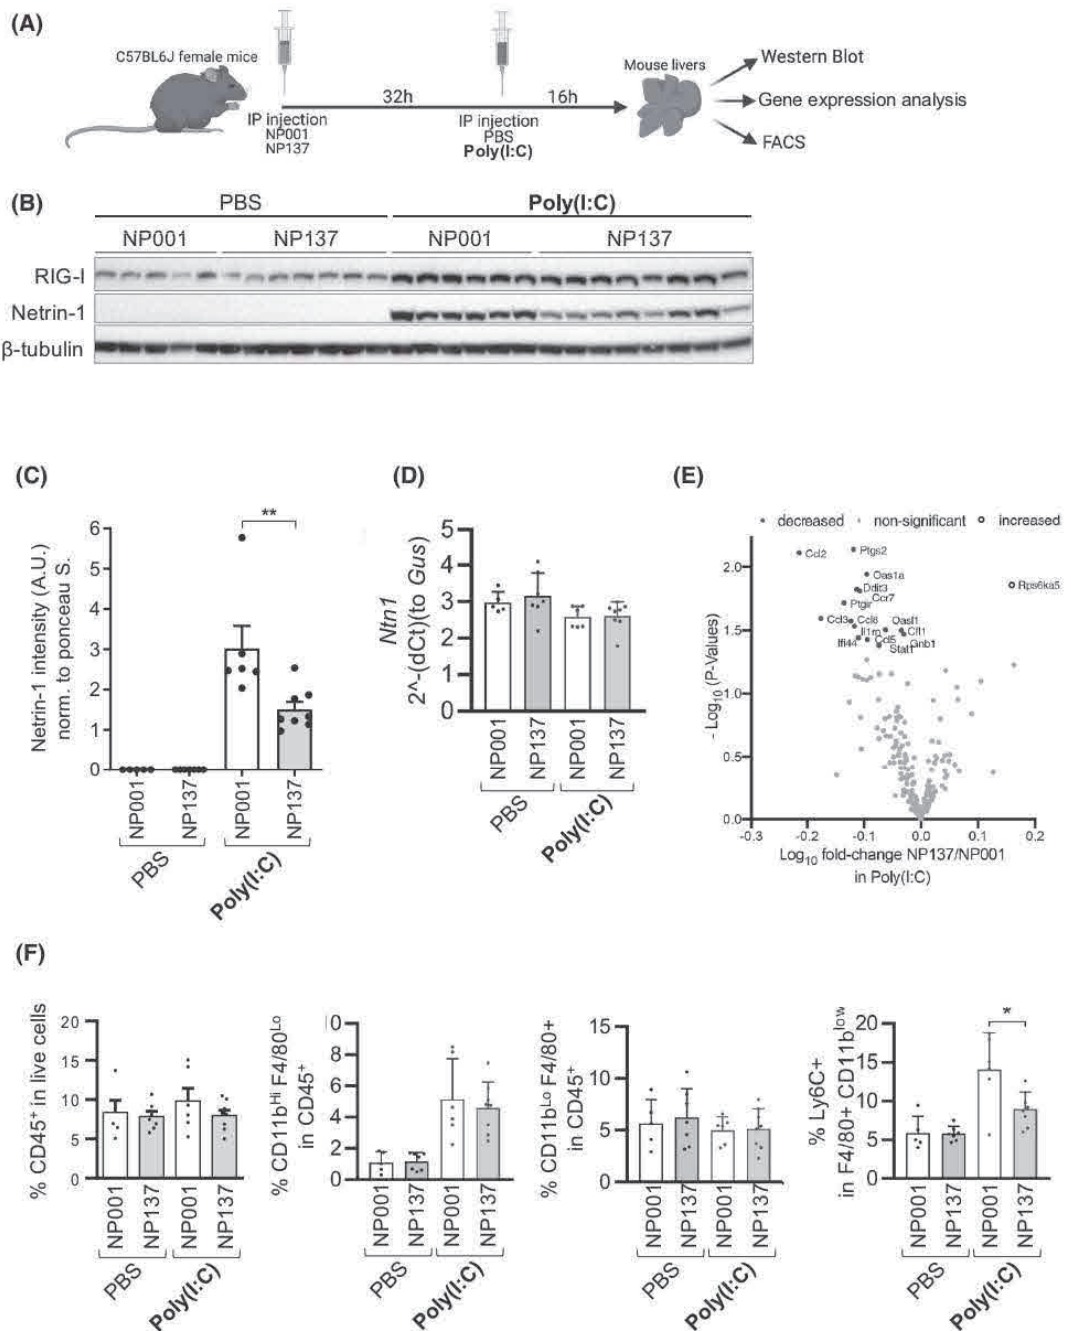 (A)
C57BL6J female mice
IP injection
NP001
NP137
32h
IP injection
PBS
Poly(I:C)
16h
Mouse livers
Western Blot
Gene expression analysis
FACS
(B)
PBS
Poly(I:C)
NP001
NP137
NP001
NP137
RIG-I
Netrin-1
β-tubulin
(C)
Netrin-1 intensity (A.U.)
norm. to ponceau S.
6
5
4
3
2
1
0
**
NP001
NP137
NP001
NP137
PBS
Poly(I:C)
(D)
Ntn1
2^-(dCt)(to Gus)
5
4
3
2
1
0
NP001
NP137
NP001
NP137
PBS
Poly(I:C)
(E)
decreased
non-significant
increased
- Log10 (P-Values)
2.0
1.5
1.0
0.5
0.0
Ccl2
Ptgs2
Oas1a
Ddit3
Ccr7
Ptgir
Rps6ka5
Ccl3
Ccl8
Oasl1
Il1rn
Cfl1
Ifi44
Ccl5
Gnb1
Stat1
-0.3
-0.2
-0.1
0.0
0.1
0.2
Log10 fold-change NP137/NP001
in Poly(I:C)
(F)
% CD45+ in live cells
20
15
10
5
0
NP001
NP137
NP001
NP137
PBS
Poly(I:C)
% CD11bHi F4/80Lo
in CD45+
0
8
6
4
2
0
NP001
NP137
NP001
NP137
PBS
Poly(I:C)
% CD11bLo F4/80+
in CD45+
15
10
5
0
NP001
NP137
NP001
NP137
PBS
Poly(I:C)
% Ly6C+
in F4/80+ CD11blow
20
15
10
5
0
*
NP001
NP137
NP001
NP137
PBS
Poly(I:C)